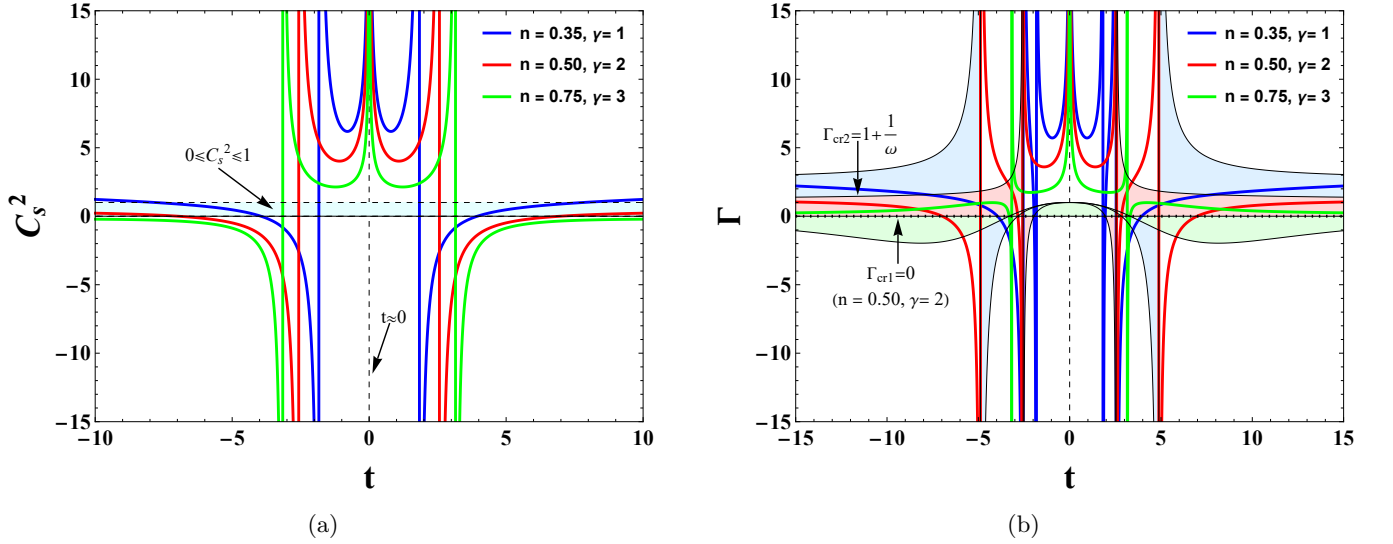 15
10
5
0
−5
−10
−15
−10
−5
0
5
10
C_s^2
t
n = 0.35, γ= 1
n = 0.50, γ= 2
n = 0.75, γ= 3
0≤C_s^2≤1
t≈0
(a)
15
10
5
0
−5
−10
−15
−15
−10
−5
0
5
10
15
Γ
t
n = 0.35, γ= 1
n = 0.50, γ= 2
n = 0.75, γ= 3
Γcr2=1+1/ω
Γcr1=0
(n = 0.50, γ= 2)
(b)